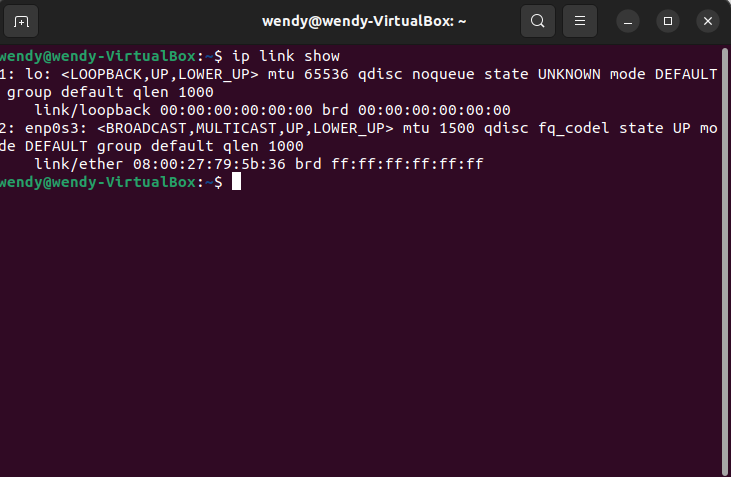 wendy@wendy-VirtualBox: ~
wendy@wendy-VirtualBox:~$ ip link show
1: lo: <LOOPBACK,UP,LOWER_UP> mtu 65536 qdisc noqueue state UNKNOWN mode DEFAULT
 group default qlen 1000
    link/loopback 00:00:00:00:00:00 brd 00:00:00:00:00:00
2: enp0s3: <BROADCAST,MULTICAST,UP,LOWER_UP> mtu 1500 qdisc fq_codel state UP mo
de DEFAULT group default qlen 1000
    link/ether 08:00:27:79:5b:36 brd ff:ff:ff:ff:ff:ff
wendy@wendy-VirtualBox:~$